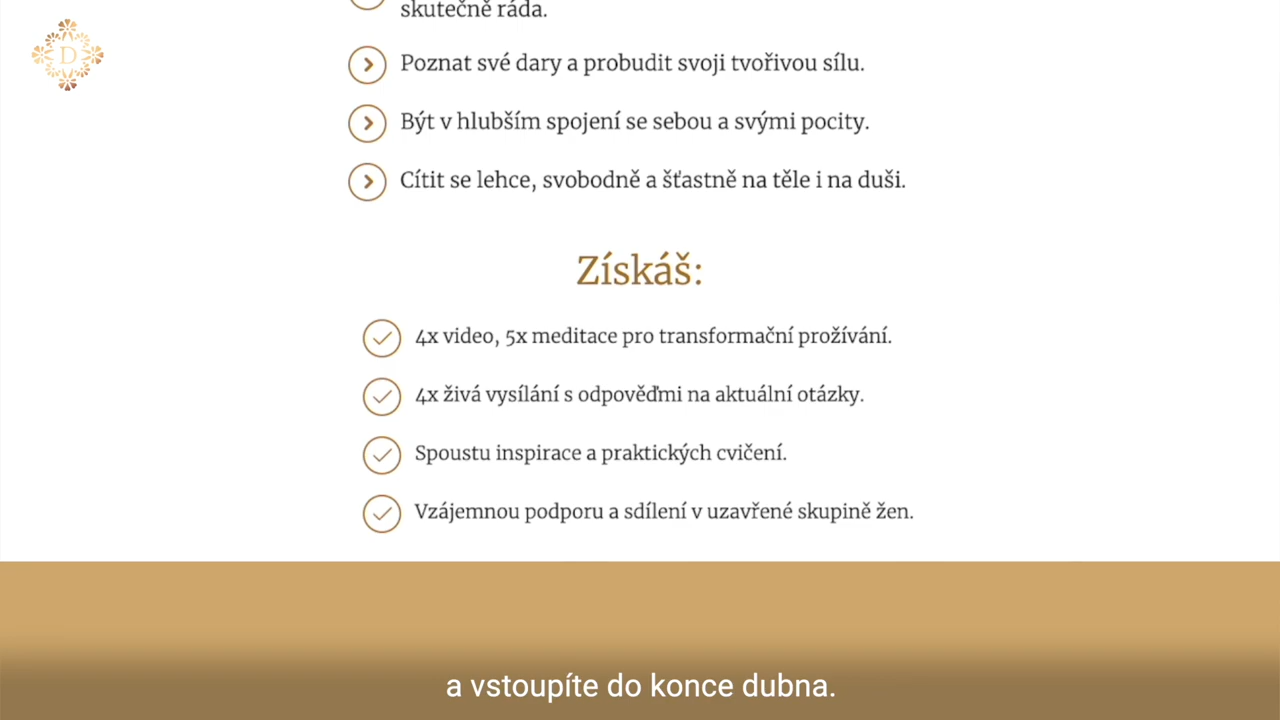 skutečně ráda.
D
Poznat své dary a probudit svoji tvořivou sílu.
Být v hlubším spojení se sebou a svými pocity.
Cítit se lehce, svobodně a šťastně na těle i na duši.
Získáš:
4x video, 5x meditace pro transformační prožívání.
4x živá vysílání s odpověďmi na aktuální otázky.
Spoustu inspirace a praktických cvičení.
Vzájemnou podporu a sdílení v uzavřené skupině žen.
a vstoupíte do konce dubna.